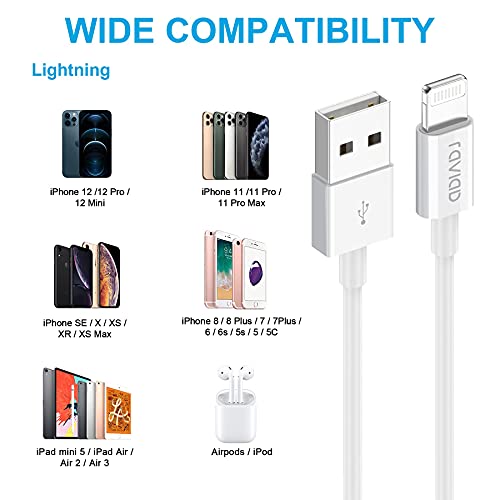 WIDE COMPATIBILITY
Lightning
iPhone 12 /12 Pro /
12 Mini
iPhone 11 /11 Pro /
11 Pro Max
iPhone SE / X / XS /
XR / XS Max
iPhone 8 / 8 Plus / 7 / 7Plus /
6 / 6s / 5s / 5 / 5C
iPad mini 5 / iPad Air /
Air 2 / Air 3
Airpods / iPod
raviad